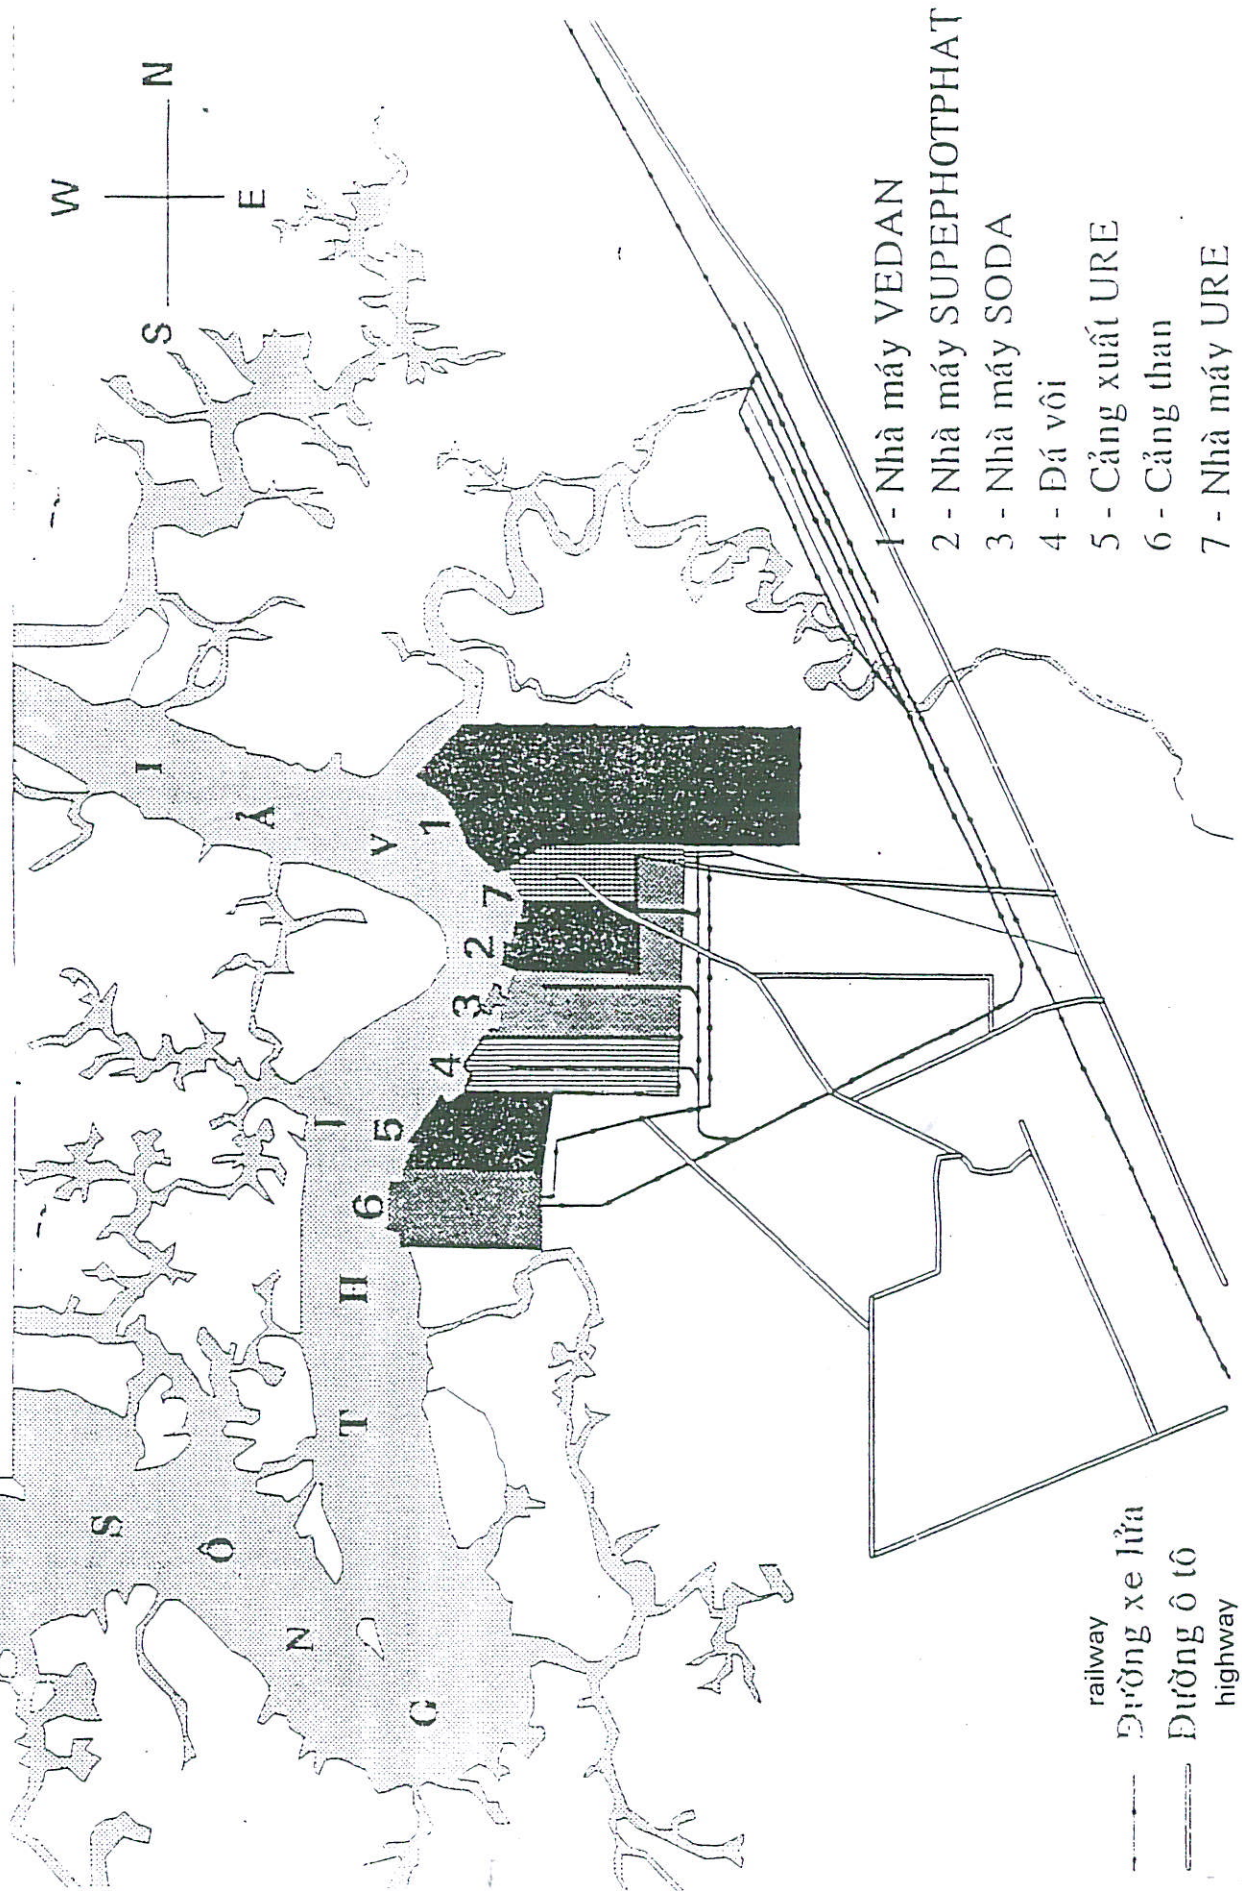 W
S N
E
S Ô N G T H Ị V Ả I
1
7
2
3
4
5
6
1 - Nhà máy VEDAN
2 - Nhà máy SUPEPHOTPHAT
3 - Nhà máy SODA
4 - Đá vôi
5 - Cảng xuất URE
6 - Cảng than
7 - Nhà máy URE
railway
Đường xe lửa
Đường ô tô
highway